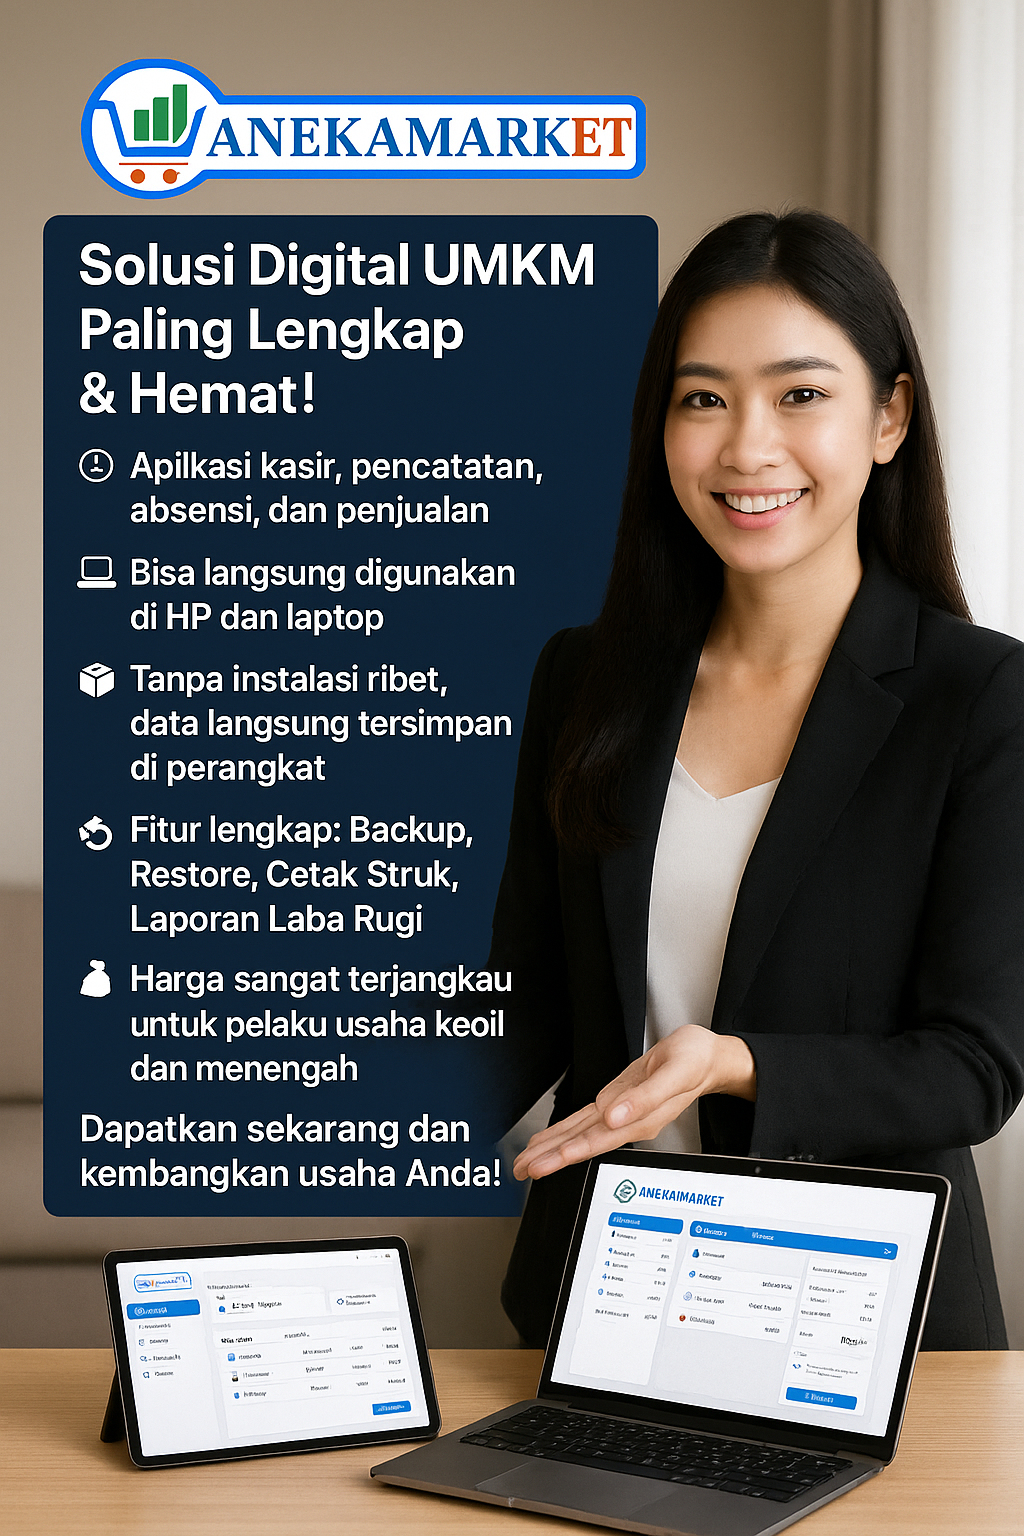 ANEKAMARKET
Solusi Digital UMKM
Paling Lengkap
& Hemat!
Apilkasi kasir, pencatatan,
absensi, dan penjualan
Bisa langsung digunakan
di HP dan laptop
Tanpa instalasi ribet,
data langsung tersimpan
di perangkat
Fitur lengkap: Backup,
Restore, Cetak Struk,
Laporan Laba Rugi
Harga sangat terjangkau
untuk pelaku usaha keoil
dan menengah
Dapatkan sekarang dan
kembangkan usaha Anda!
ANEKAIMARKET